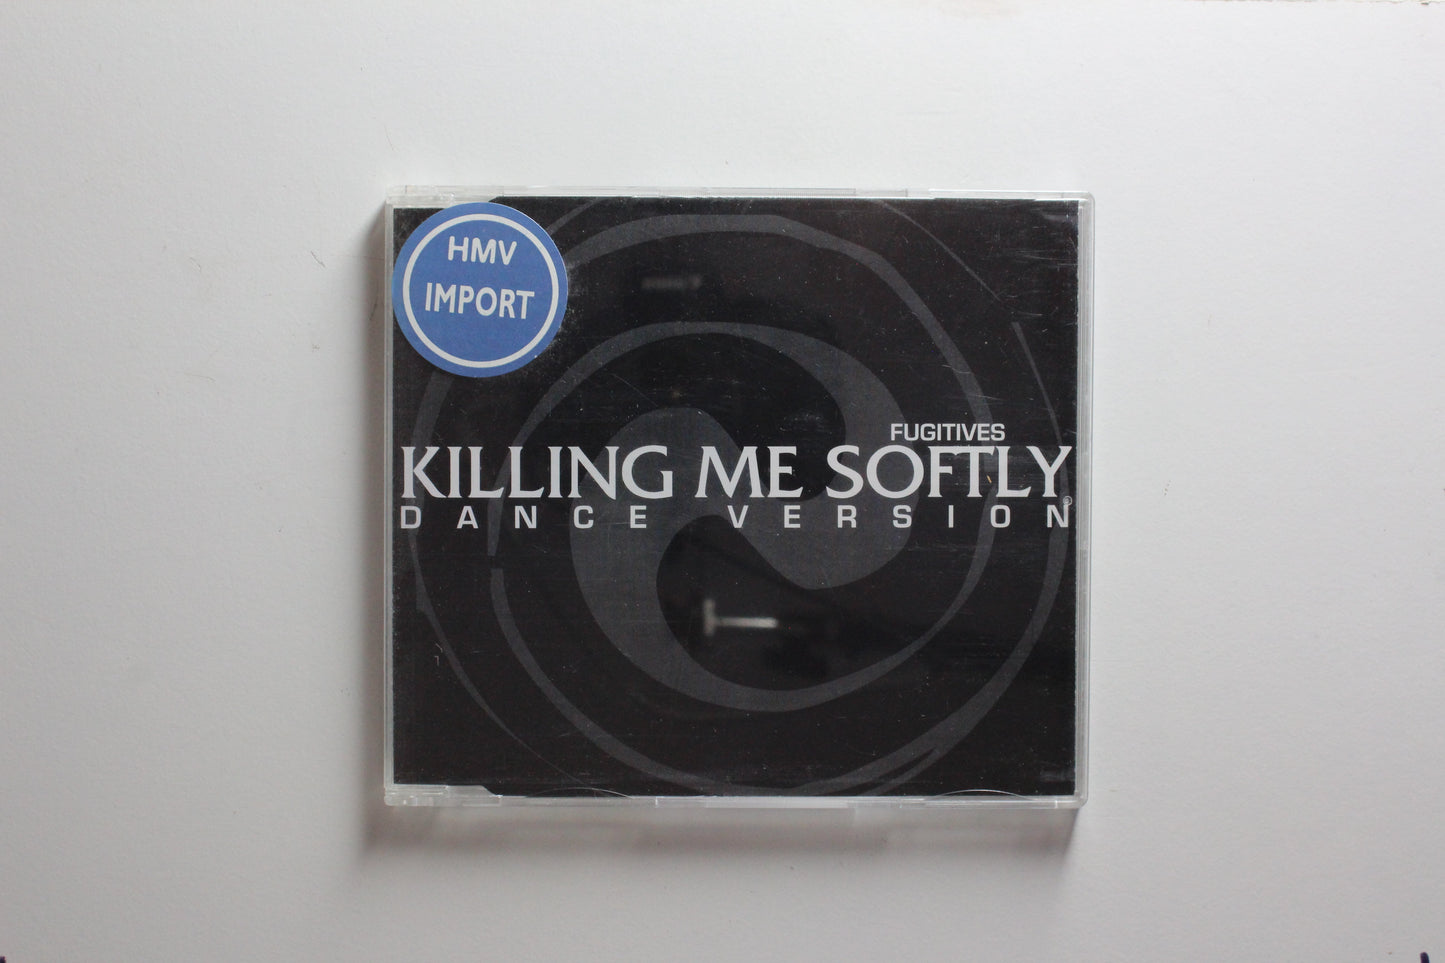 HMV
IMPORT
FUGITIVES
KILLING ME SOFTLY
DANCE VERSION